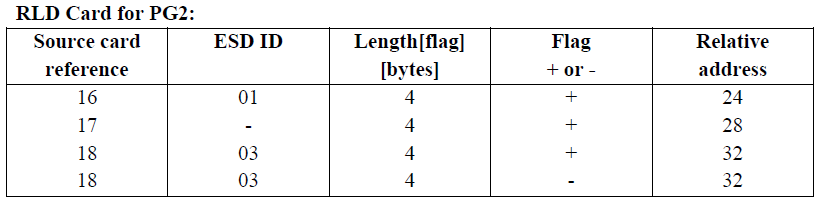 RLD Card for PG2:
Source card reference ESD ID Length[flag] [bytes] Flag + or - Relative address
16 01 4 + 24
17 - 4 + 28
18 03 4 + 32
18 03 4 - 32